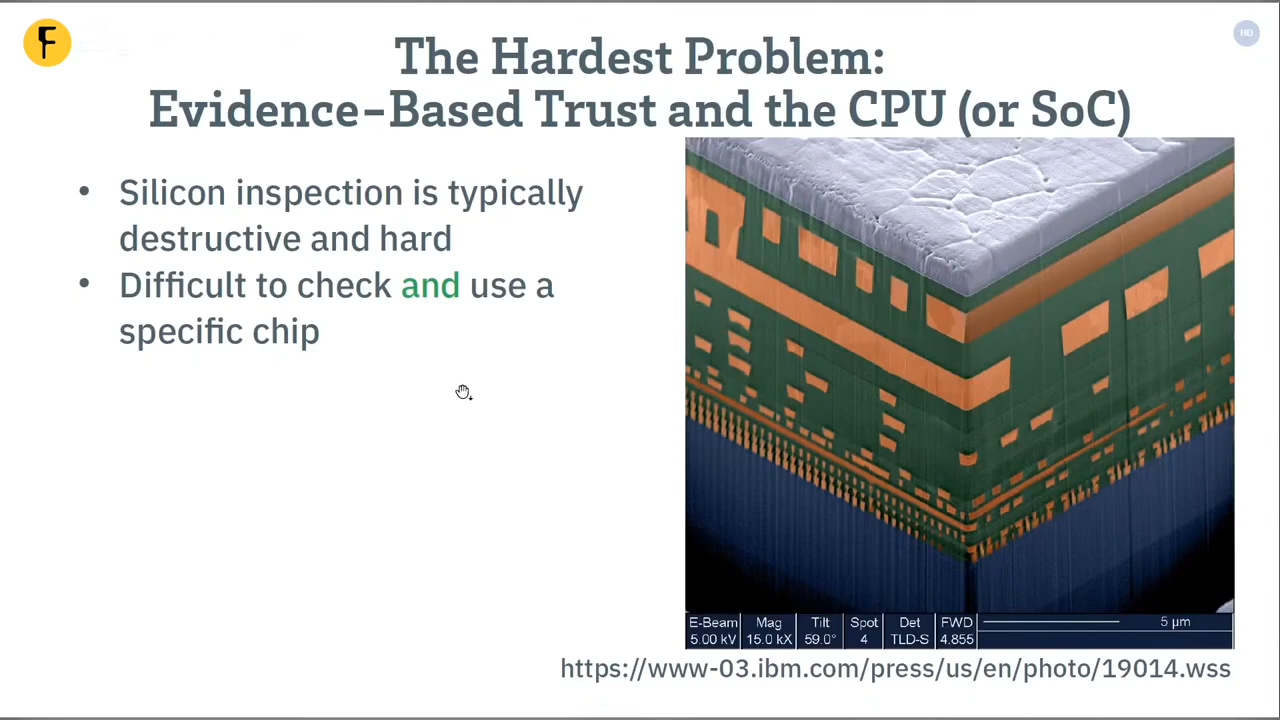 F
HD
The Hardest Problem:
Evidence-Based Trust and the CPU (or SoC)
• Silicon inspection is typically
destructive and hard
• Difficult to check and use a
specific chip
E-Beam Mag Tilt Spot Det FWD 5 µm
5.00 kV 15.0 kX 59.0° 4 TLD-S 4.855
https://www-03.ibm.com/press/us/en/photo/19014.wss